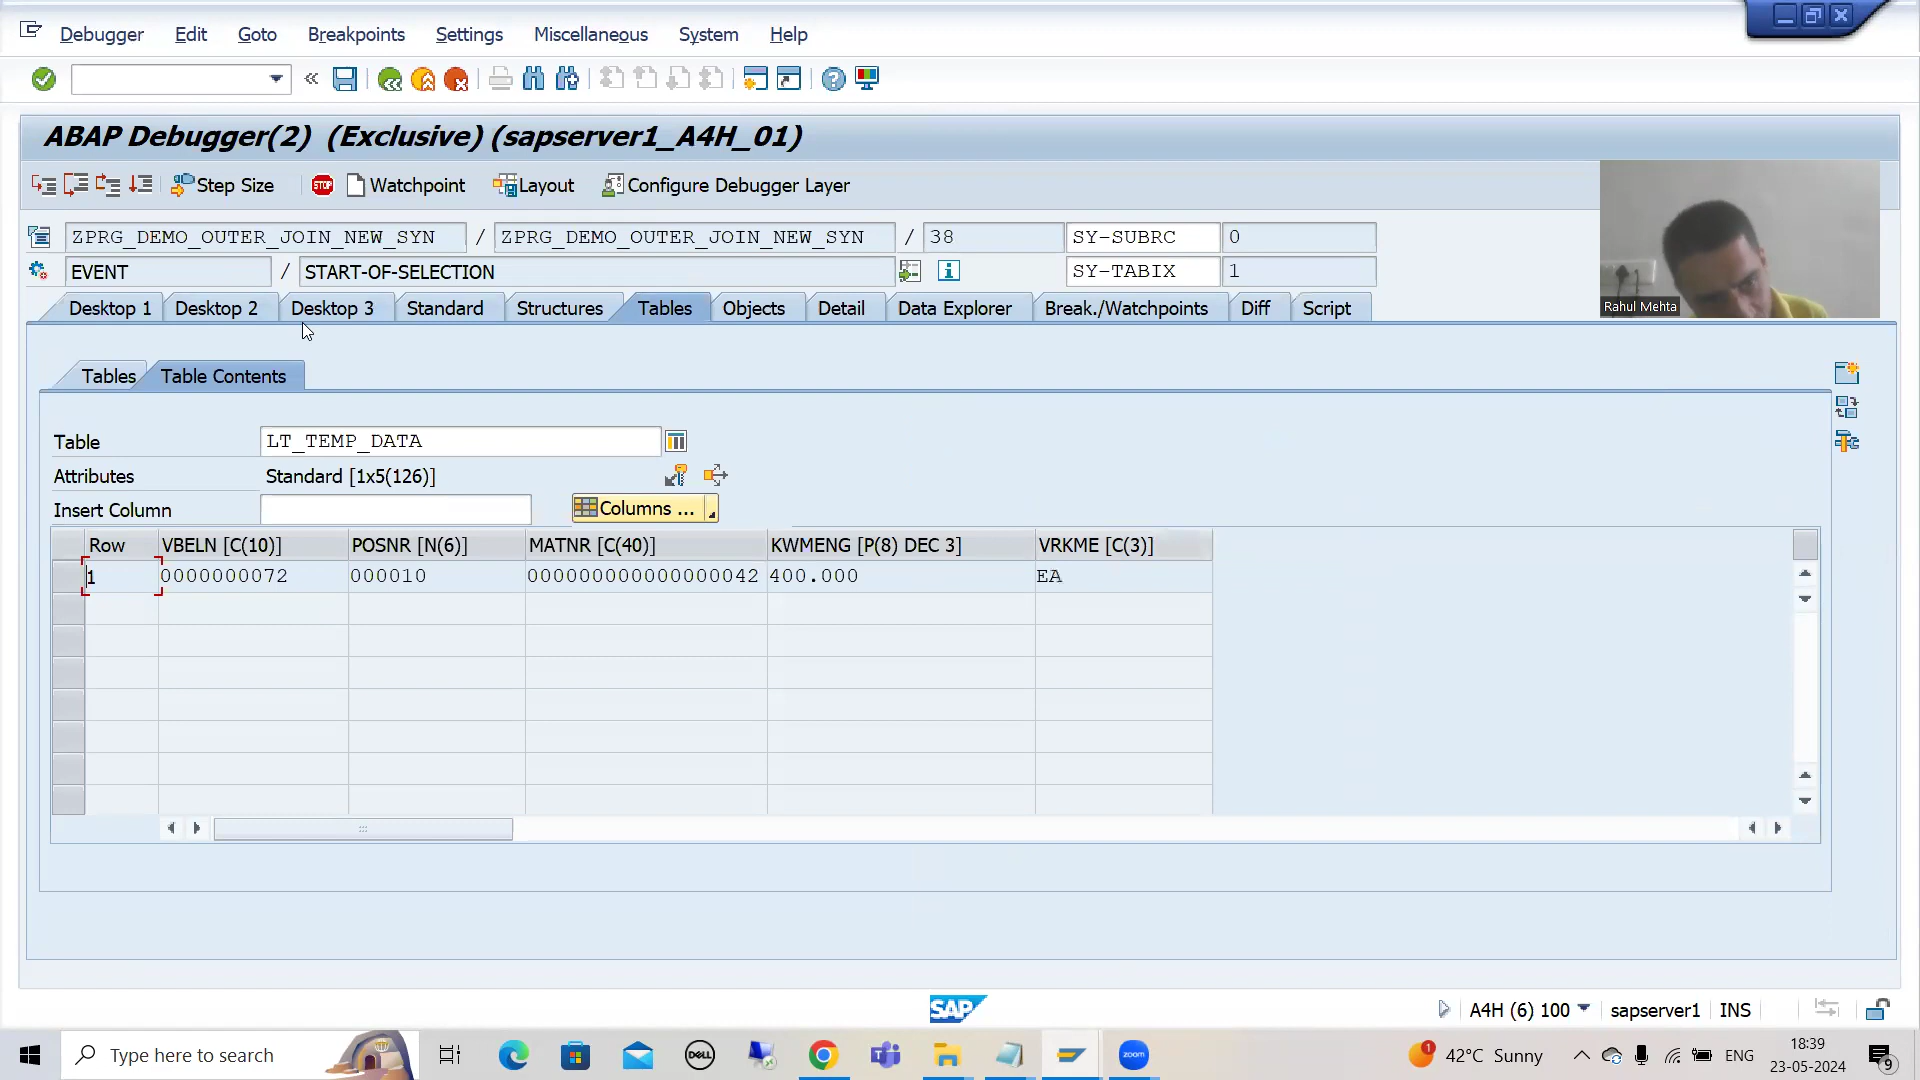 Debugger Edit Goto Breakpoints Settings Miscellaneous System Help
ABAP Debugger(2) (Exclusive) (sapserver1_A4H_01)
Step Size STOP Watchpoint Layout Configure Debugger Layer
ZPRG_DEMO_OUTER_JOIN_NEW_SYN / ZPRG_DEMO_OUTER_JOIN_NEW_SYN / 38 SY-SUBRC 0
EVENT / START-OF-SELECTION SY-TABIX 1
Rahul Mehta
Desktop 1 Desktop 2 Desktop 3 Standard Structures Tables Objects Detail Data Explorer Break./Watchpoints Diff Script
Tables Table Contents
Table LT_TEMP_DATA
Attributes Standard [1x5(126)]
Insert Column Columns ...
Row VBELN [C(10)] POSNR [N(6)] MATNR [C(40)] KWMENG [P(8) DEC 3] VRKME [C(3)]
1 0000000072 000010 000000000000000042 400.000 EA
SAP A4H (6) 100 sapserver1 INS
Type here to search DELL zoom 1 42°C Sunny ENG 18:39
23-05-2024 9